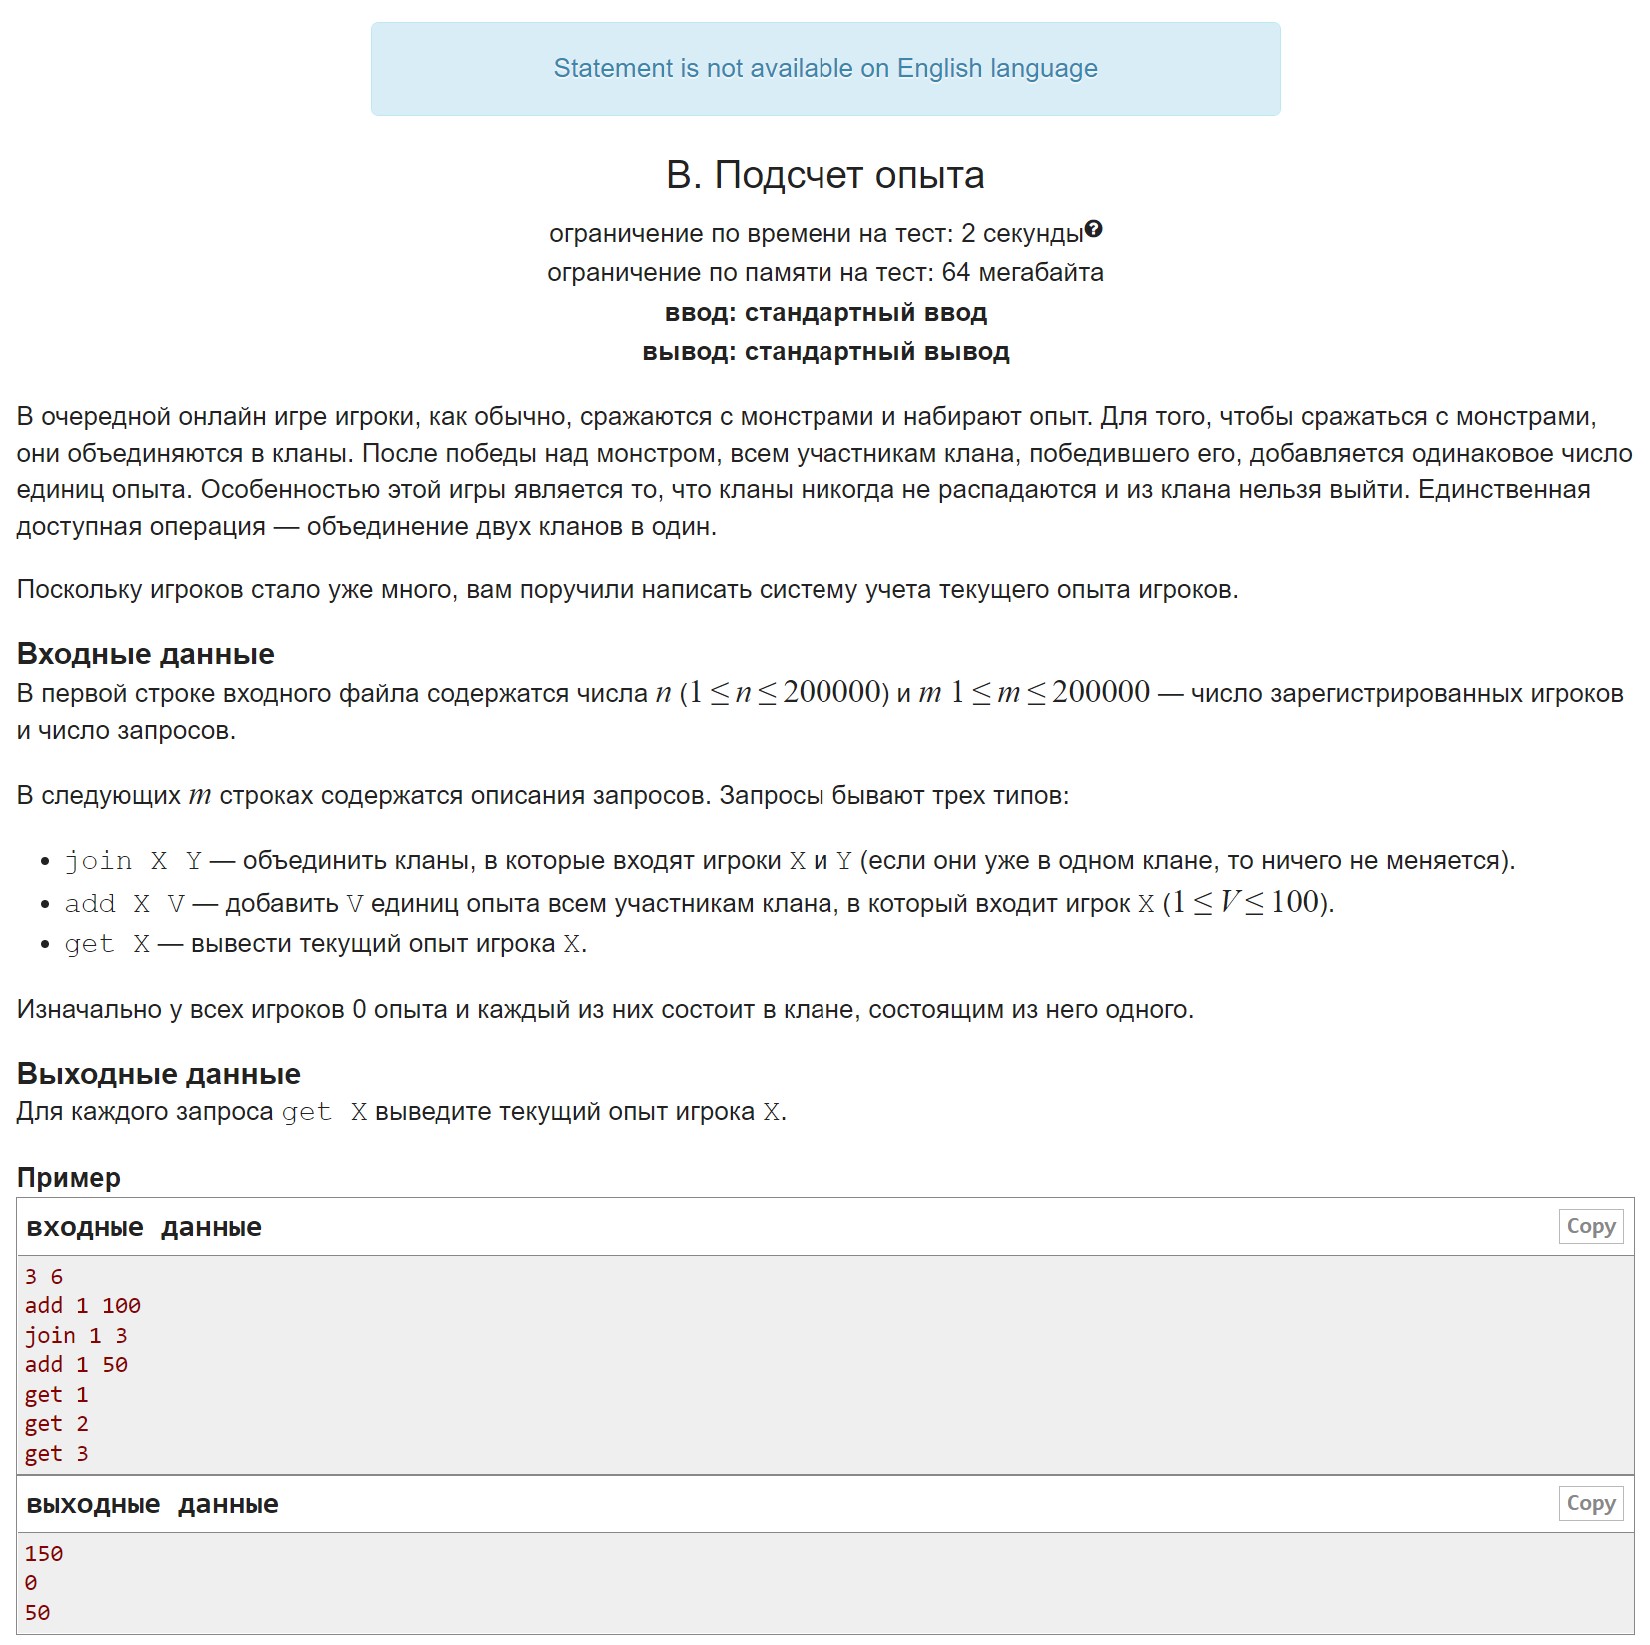 Statement is not available on English language
B. Подсчет опыта
ограничение по времени на тест: 2 секунды
ограничение по памяти на тест: 64 мегабайта
ввод: стандартный ввод
вывод: стандартный вывод
В очередной онлайн игре игроки, как обычно, сражаются с монстрами и набирают опыт. Для того, чтобы сражаться с монстрами,
они объединяются в кланы. После победы над монстром, всем участникам клана, победившего его, добавляется одинаковое число
единиц опыта. Особенностью этой игры является то, что кланы никогда не распадаются и из клана нельзя выйти. Единственная
доступная операция — объединение двух кланов в один.
Поскольку игроков стало уже много, вам поручили написать систему учета текущего опыта игроков.
Входные данные
В первой строке входного файла содержатся числа n (1 ≤ n ≤ 200000) и m 1 ≤ m ≤ 200000 — число зарегистрированных игроков
и число запросов.
В следующих m строках содержатся описания запросов. Запросы бывают трех типов:
• join X Y — объединить кланы, в которые входят игроки X и Y (если они уже в одном клане, то ничего не меняется).
• add X V — добавить V единиц опыта всем участникам клана, в который входит игрок X (1 ≤ V ≤ 100).
• get X — вывести текущий опыт игрока X.
Изначально у всех игроков 0 опыта и каждый из них состоит в клане, состоящим из него одного.
Выходные данные
Для каждого запроса get X выведите текущий опыт игрока X.
Пример
входные данные Copy
3 6
add 1 100
join 1 3
add 1 50
get 1
get 2
get 3
выходные данные Copy
150
0
50